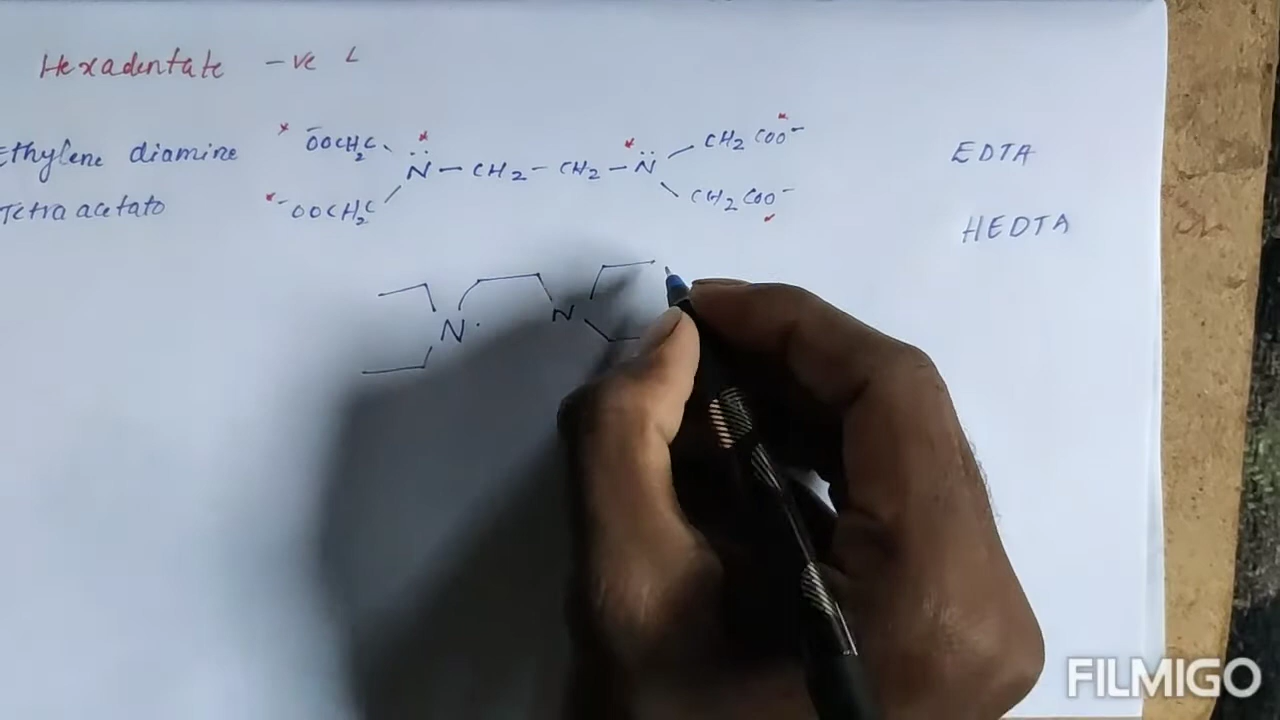 Hexadentate -ve L
Ethylene diamine
Tetra acetato
* ⁻OOCH₂C * N̈ - CH₂ - CH₂ - * N̈ CH₂COO⁻ *
* ⁻OOCH₂C CH₂COO⁻ *
EDTA
HEDTA
N. N
FILMIGO